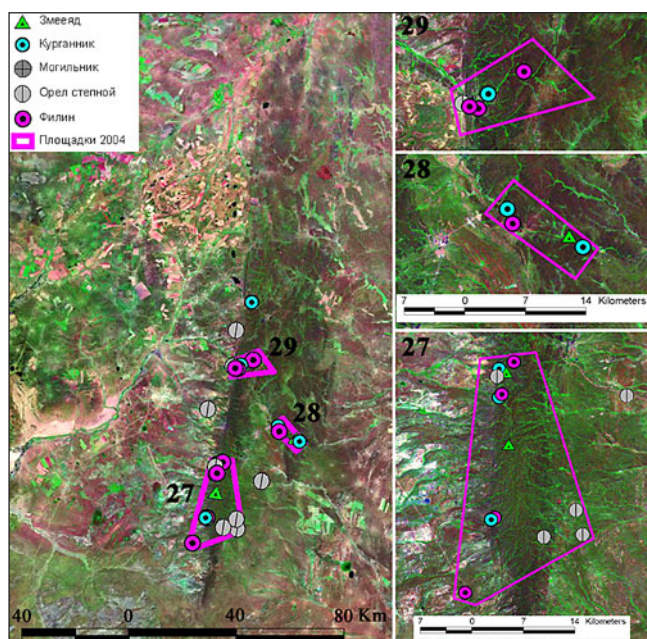 Змееяд
Курганник
Могильник
Орел степной
Филин
Площадки 2004
29
28
27
40 0 40 80 Km
29
28
7 0 7 14 Kilometers
27
7 0 7 14 Kilometers